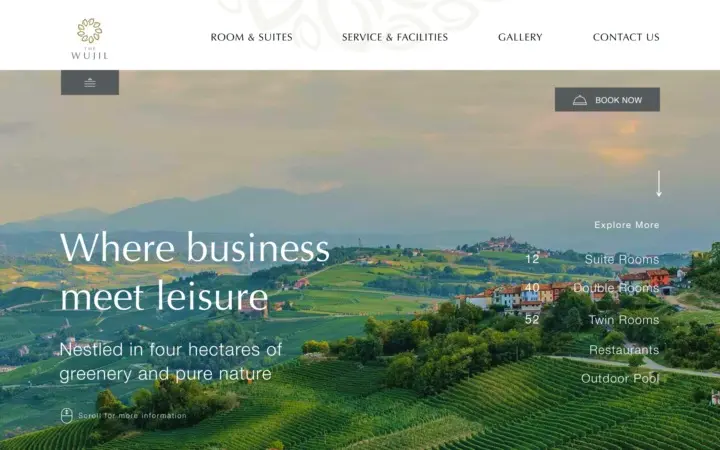 THE
WUJIL
ROOM & SUITES
SERVICE & FACILITIES
GALLERY
CONTACT US
BOOK NOW
Explore More
Where business
meet leisure
Nestled in four hectares of
greenery and pure nature
Scroll for more information
12 Suite Rooms
40 Double Rooms
52 Twin Rooms
Restaurants
Outdoor Pool